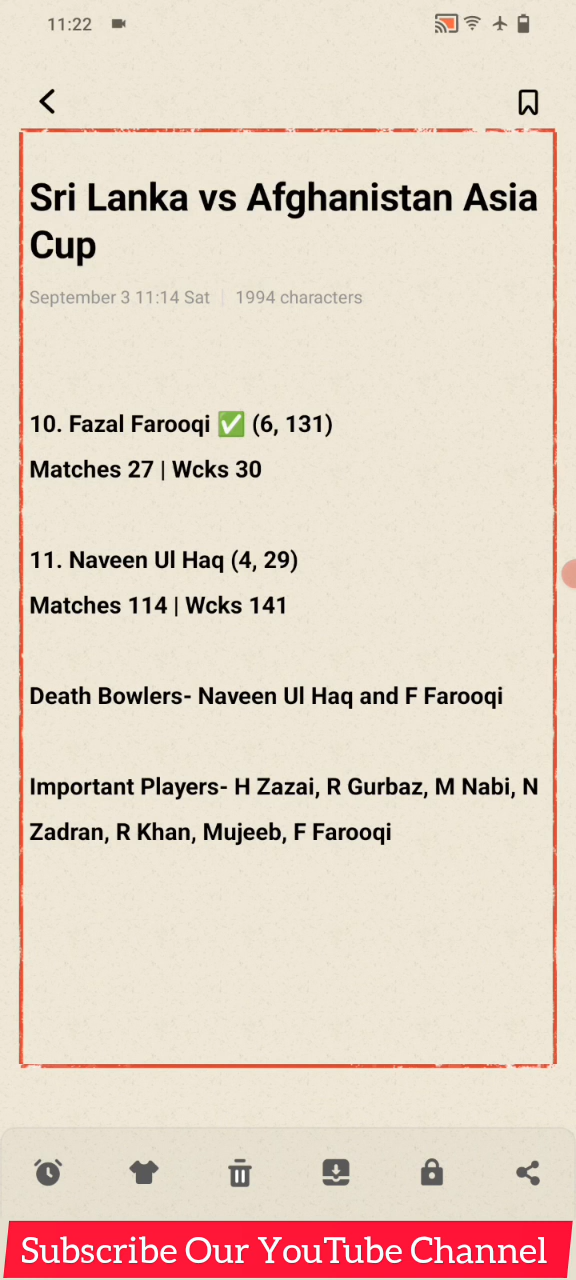 11:22
Sri Lanka vs Afghanistan Asia
Cup
September 3 11:14 Sat | 1994 characters
10. Fazal Farooqi ✅ (6, 131)
Matches 27 | Wcks 30
11. Naveen Ul Haq (4, 29)
Matches 114 | Wcks 141
Death Bowlers- Naveen Ul Haq and F Farooqi
Important Players- H Zazai, R Gurbaz, M Nabi, N
Zadran, R Khan, Mujeeb, F Farooqi
Subscribe Our YouTube Channel